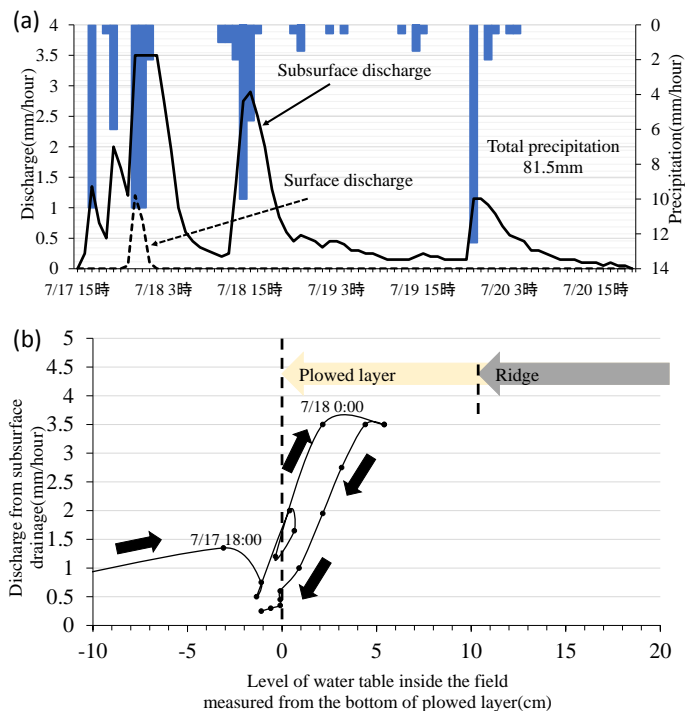 (a)
4
3.5
3
2.5
2
1.5
1
0.5
0
Discharge(mm/hour)
Subsurface discharge
Surface discharge
Total precipitation
81.5mm
0
2
4
6
8
10
12
14
Precipitation(mm/hour)
7/17 15時 7/18 3時 7/18 15時 7/19 3時 7/19 15時 7/20 3時 7/20 15時
(b)
5
4.5
4
3.5
3
2.5
2
1.5
1
0.5
0
Discharge from subsurface
drainage(mm/hour)
Plowed layer
Ridge
7/18 0:00
7/17 18:00
-10 -5 0 5 10 15 20
Level of water table inside the field
measured from the bottom of plowed layer(cm)